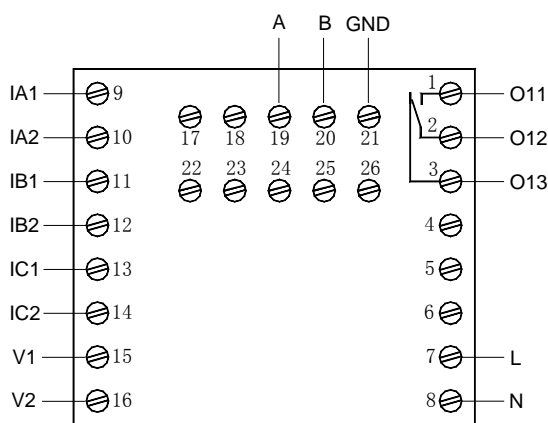 A B GND
IA1 9 1 O11
IA2 10 17 18 19 20 21 2 O12
IB1 11 22 23 24 25 26 3 O13
IB2 12 4
IC1 13 5
IC2 14 6
V1 15 7 L
V2 16 8 N